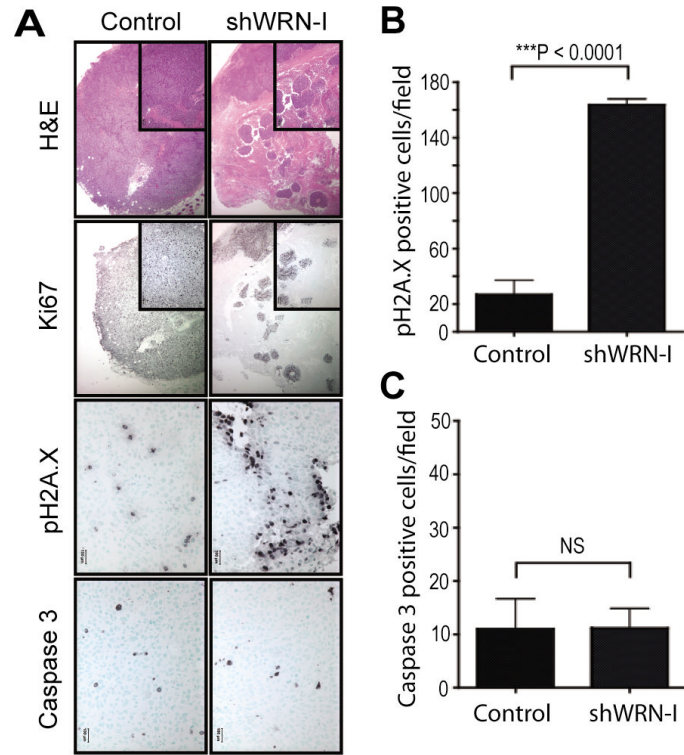 A
Control
shWRN-I
H&E
Ki67
pH2A.X
Caspase 3
B
***P < 0.0001
pH2A.X positive cells/field
180
140
100
60
40
20
0
Control
shWRN-I
C
Caspase 3 positive cells/field
50
40
30
20
10
0
NS
Control
shWRN-I